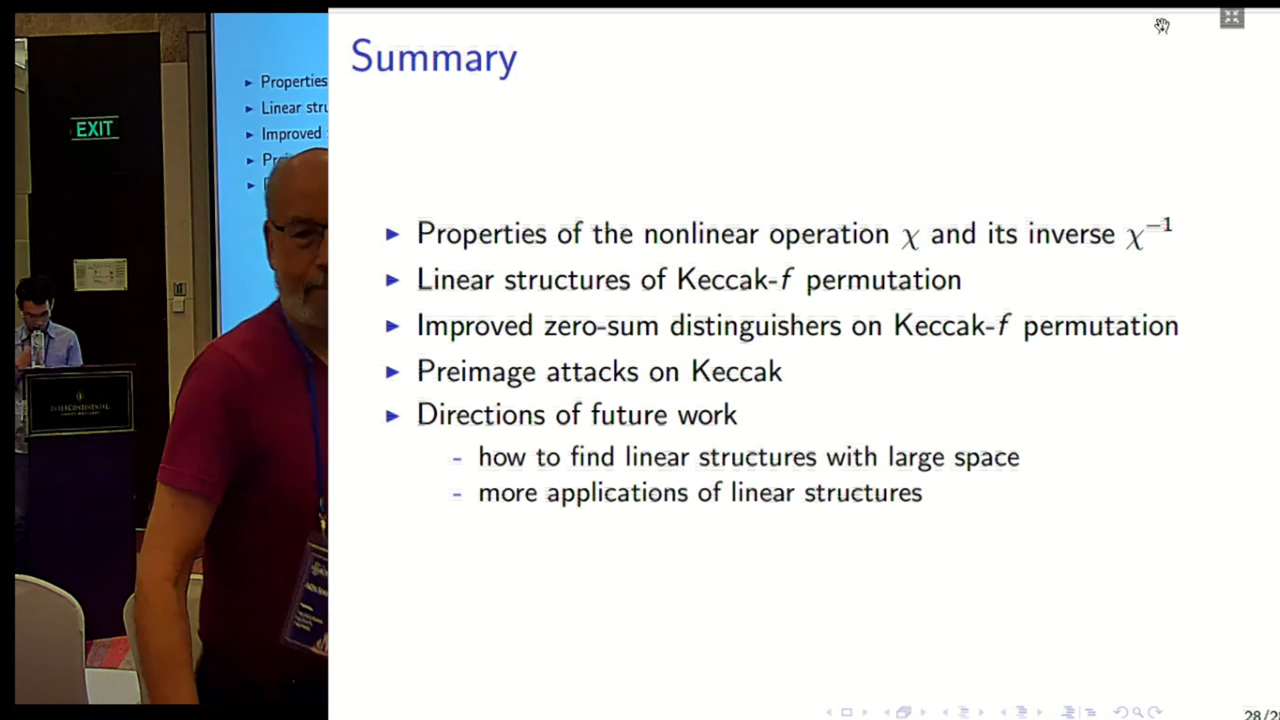 EXIT
Properties
Linear stru
Improved
INTERCONTINENTAL
Summary
▶ Properties of the nonlinear operation χ and its inverse χ⁻¹
▶ Linear structures of Keccak-f permutation
▶ Improved zero-sum distinguishers on Keccak-f permutation
▶ Preimage attacks on Keccak
▶ Directions of future work
- how to find linear structures with large space
- more applications of linear structures